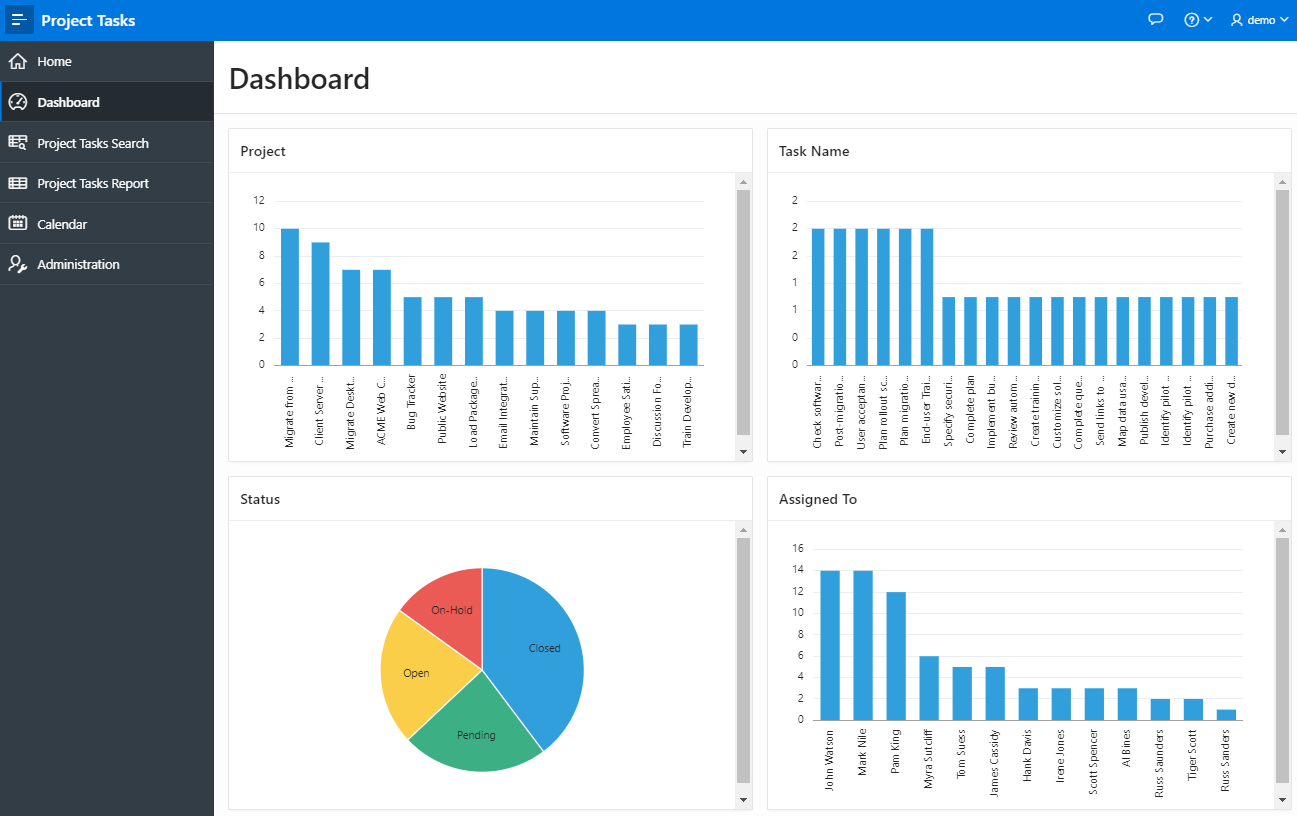 Project Tasks
demo
Home
Dashboard
Project Tasks Search
Project Tasks Report
Calendar
Administration
Dashboard
Project
12
10
8
6
4
2
0
Migrate from ...
Client Server ...
Migrate Deskt...
ACME Web C...
Bug Tracker
Public Website
Load Package...
Email Integrat...
Maintain Sup...
Software Proj...
Convert Sprea...
Employee Sati...
Discussion Fo...
Train Develop...
Task Name
2
2
2
1
1
0
0
Check softwar...
Post-migratio...
User acceptan...
Plan rollout sc...
Plan migratio...
End-user Trai...
Specify securi...
Complete plan
Implement bu...
Review autom...
Create trainin...
Customize sol...
Complete que...
Send links to ...
Map data usa...
Publish devel...
Identify pilot ...
Identify pilot ...
Purchase addi...
Create new d...
Status
On-Hold
Closed
Open
Pending
Assigned To
16
14
12
10
8
6
4
2
0
John Watson
Mark Nile
Pam King
Myra Sutcliff
Tom Suess
James Cassidy
Hank Davis
Irene Jones
Scott Spencer
Al Bines
Russ Saunders
Tiger Scott
Russ Sanders